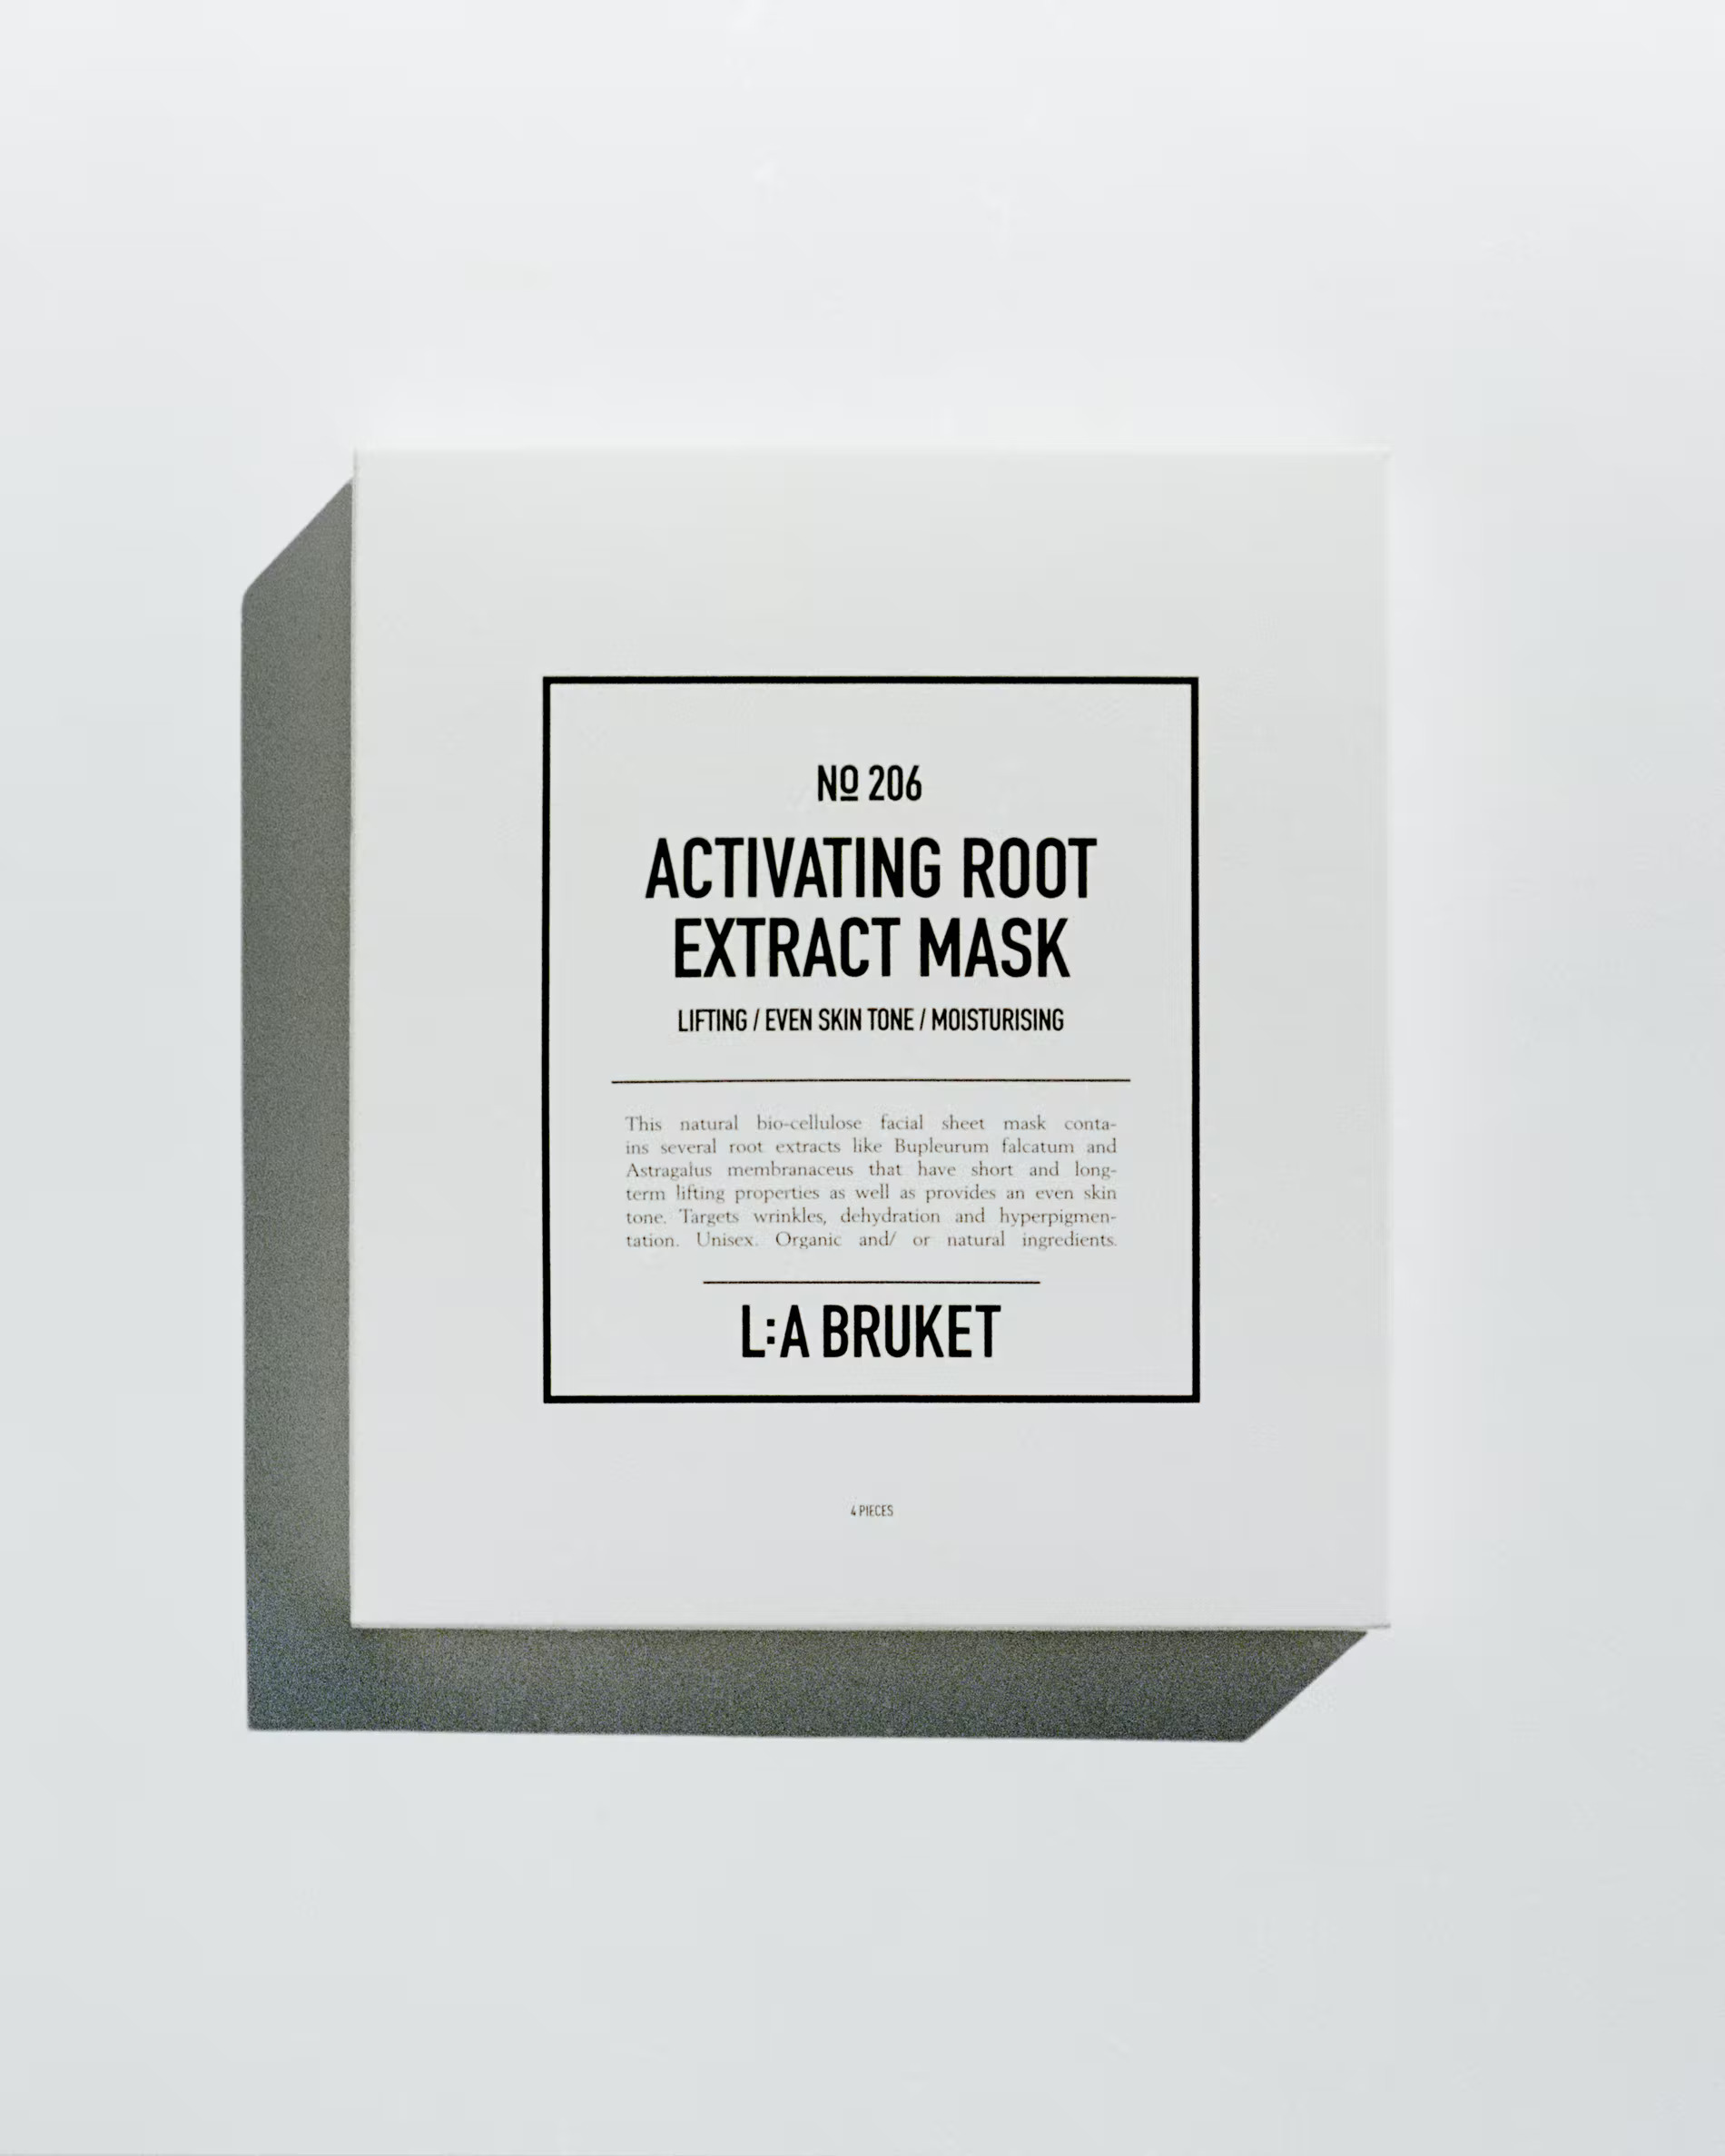 Nº 206
ACTIVATING ROOT
EXTRACT MASK
LIFTING / EVEN SKIN TONE / MOISTURISING
This natural bio-cellulose facial sheet mask conta-
ins several root extracts like Bupleurum falcatum and
Astragalus membranaceus that have short and long-
term lifting properties as well as provides an even skin
tone. Targets wrinkles, dehydration and hyperpigmen-
tation. Unisex. Organic and/ or natural ingredients.
L:A BRUKET
4 PIECES